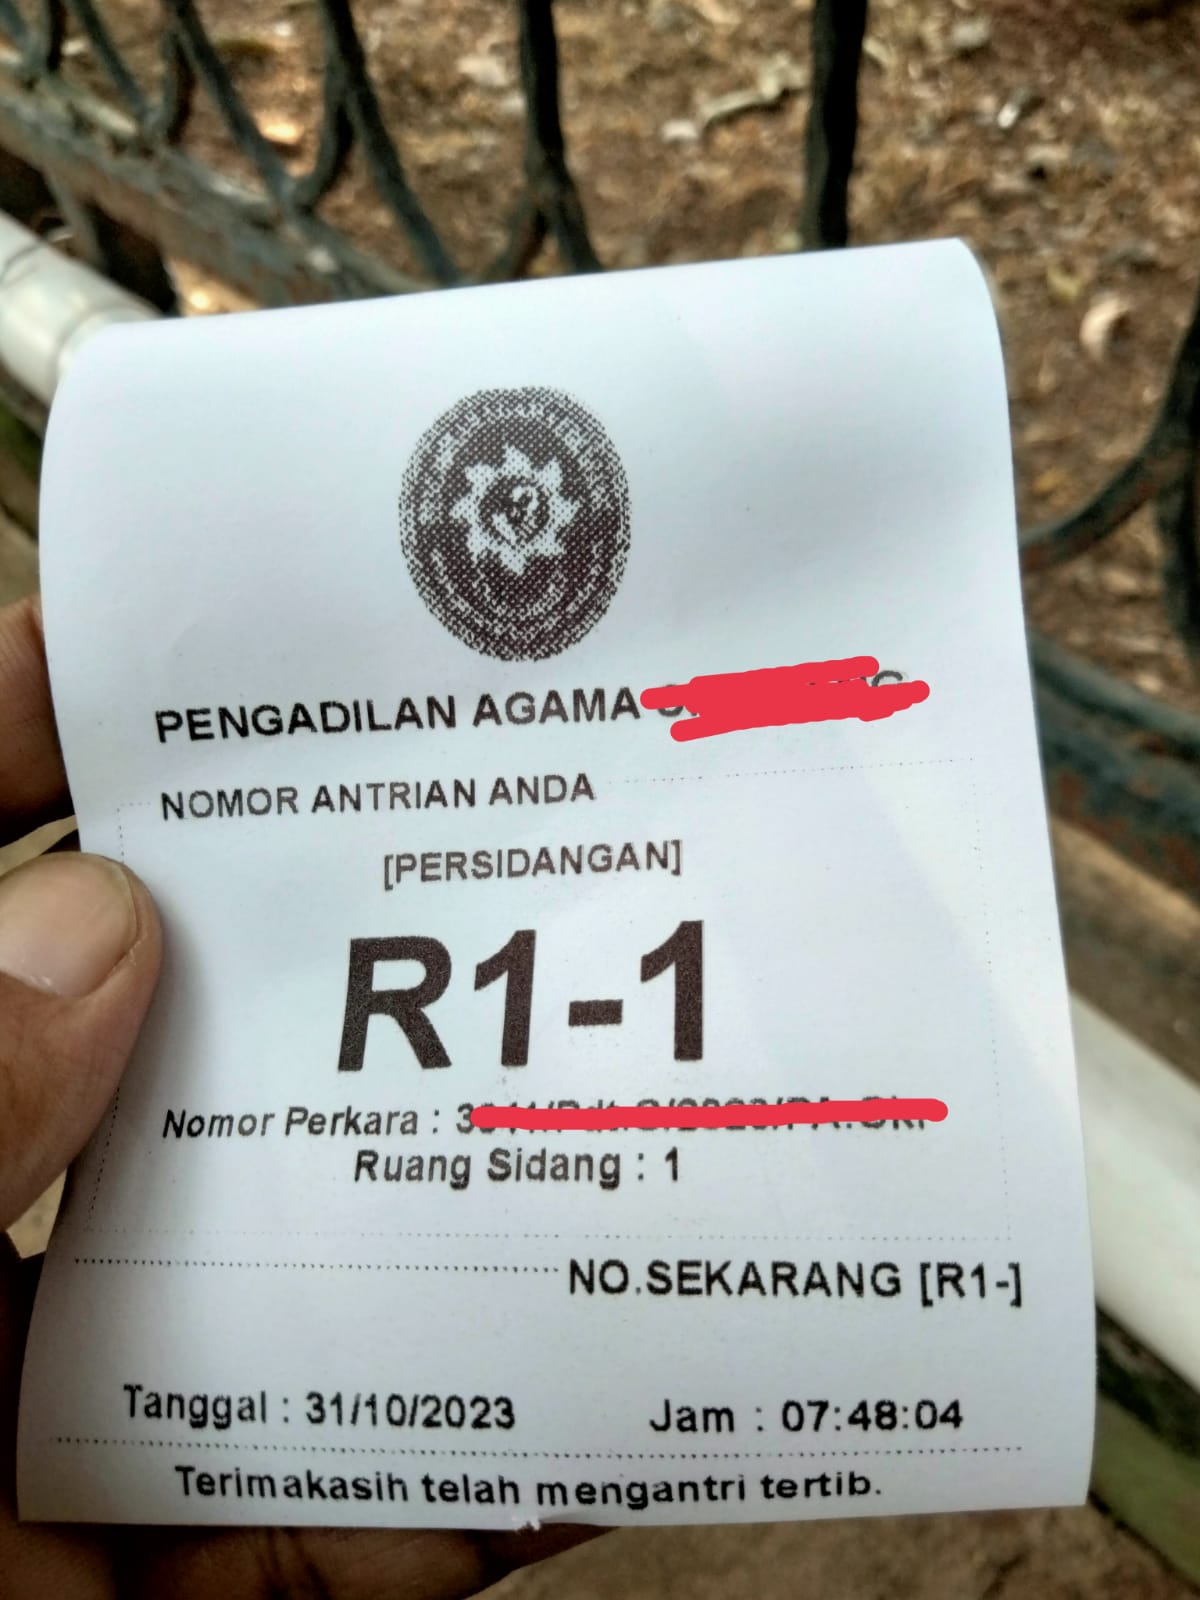 PENGADILAN AGAMA
NOMOR ANTRIAN ANDA
[PERSIDANGAN]
R1-1
Nomor Perkara :
Ruang Sidang : 1
NO.SEKARANG [R1-]
Tanggal : 31/10/2023 Jam : 07:48:04
Terimakasih telah mengantri tertib.